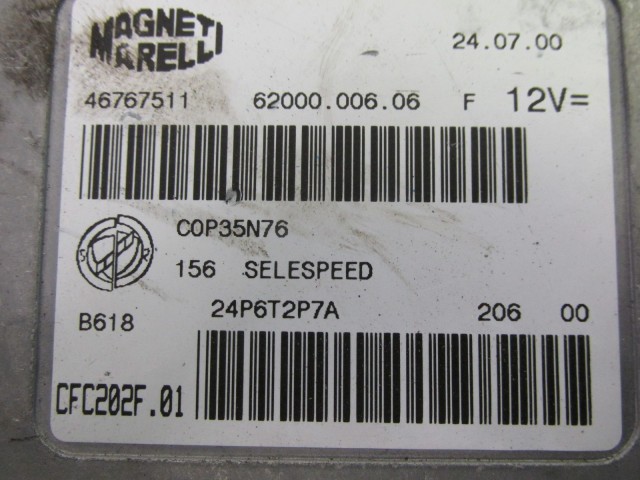 MAGNETI
MARELLI
24.07.00
46767511 62000.006.06 F 12V=
C0P35N76
S R
156 SELESPEED
24P6T2P7A 206 00
B618
CFC202F.01